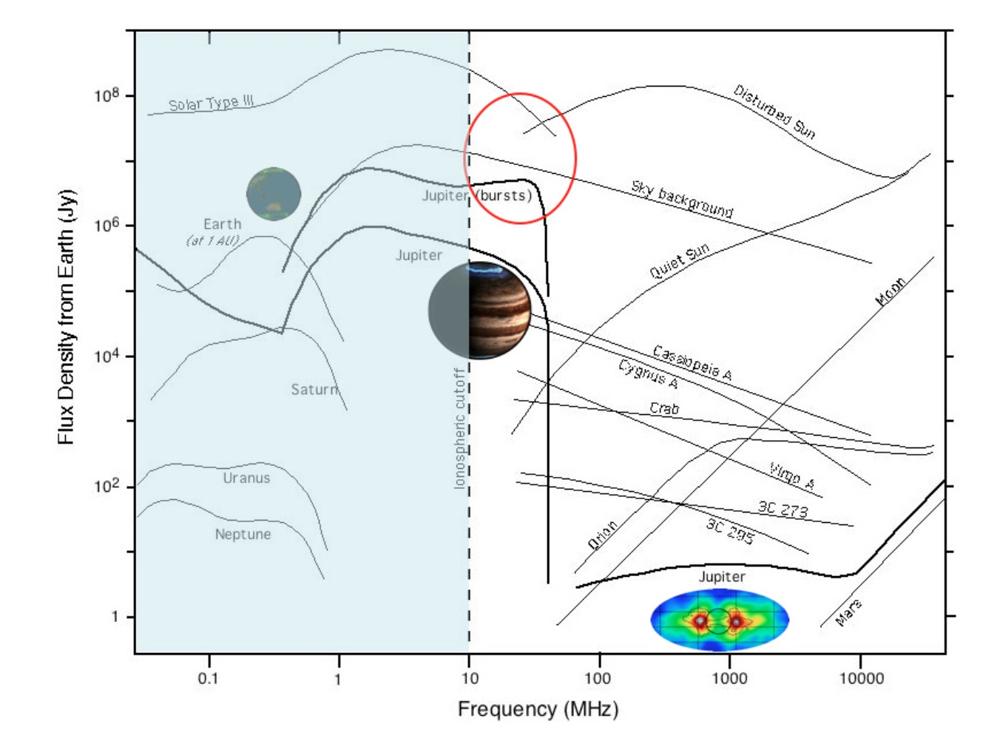 Flux Density from Earth (Jy)
10⁸
10⁶
10⁴
10²
1
Solar Type III
Disturbed Sun
Sky background
Jupiter (bursts)
Earth
(at 1 AU)
Jupiter
Quiet Sun
Moon
Cassiopeia A
Cygnus A
Saturn
Crab
Ionospheric cutoff
Uranus
Virgo A
3C 273
Neptune
3C 295
Orion
Jupiter
Mars
0.1
1
10
100
1000
10000
Frequency (MHz)